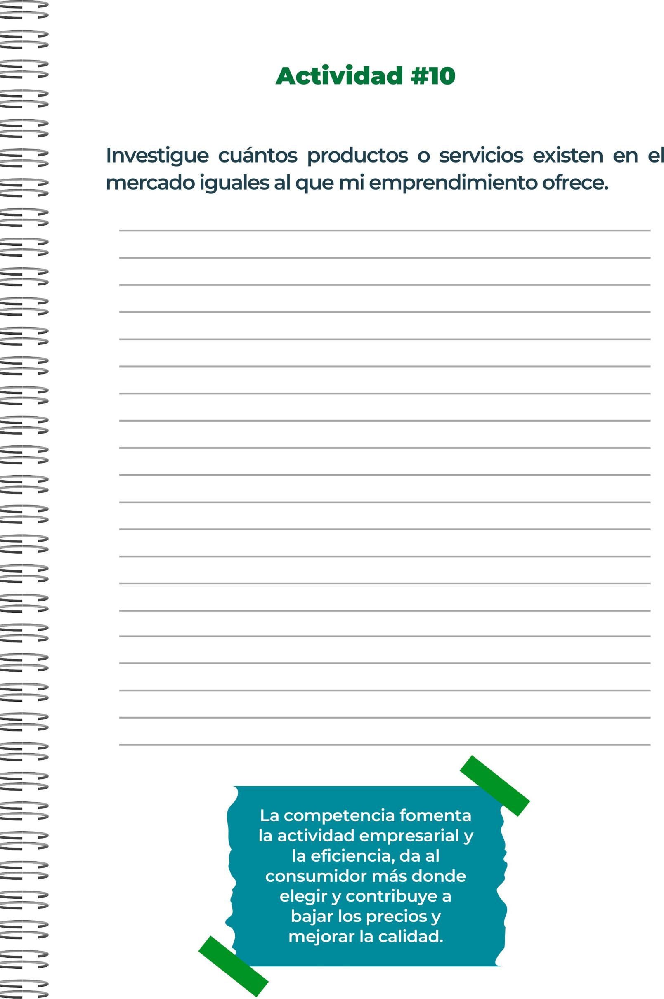 Actividad #10
Investigue cuántos productos o servicios existen en el
mercado iguales al que mi emprendimiento ofrece.
La competencia fomenta
la actividad empresarial y
la eficiencia, da al
consumidor más donde
elegir y contribuye a
bajar los precios y
mejorar la calidad.